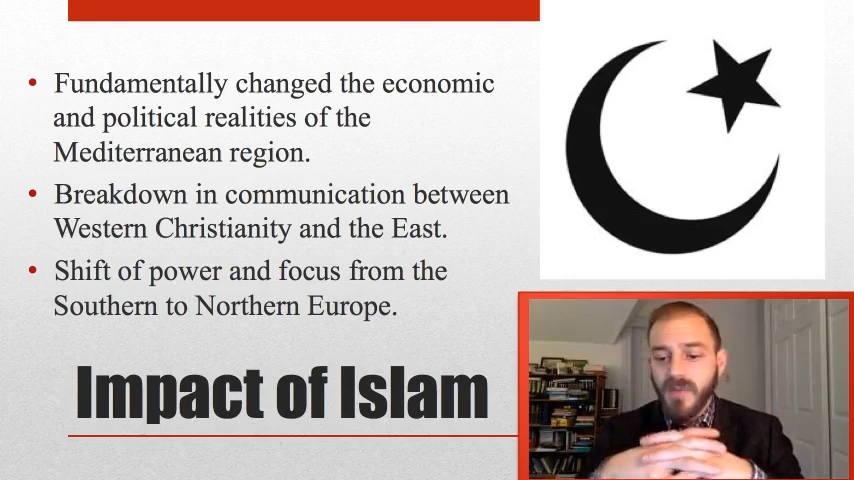 • Fundamentally changed the economic
and political realities of the
Mediterranean region.
• Breakdown in communication between
Western Christianity and the East.
• Shift of power and focus from the
Southern to Northern Europe.
Impact of Islam